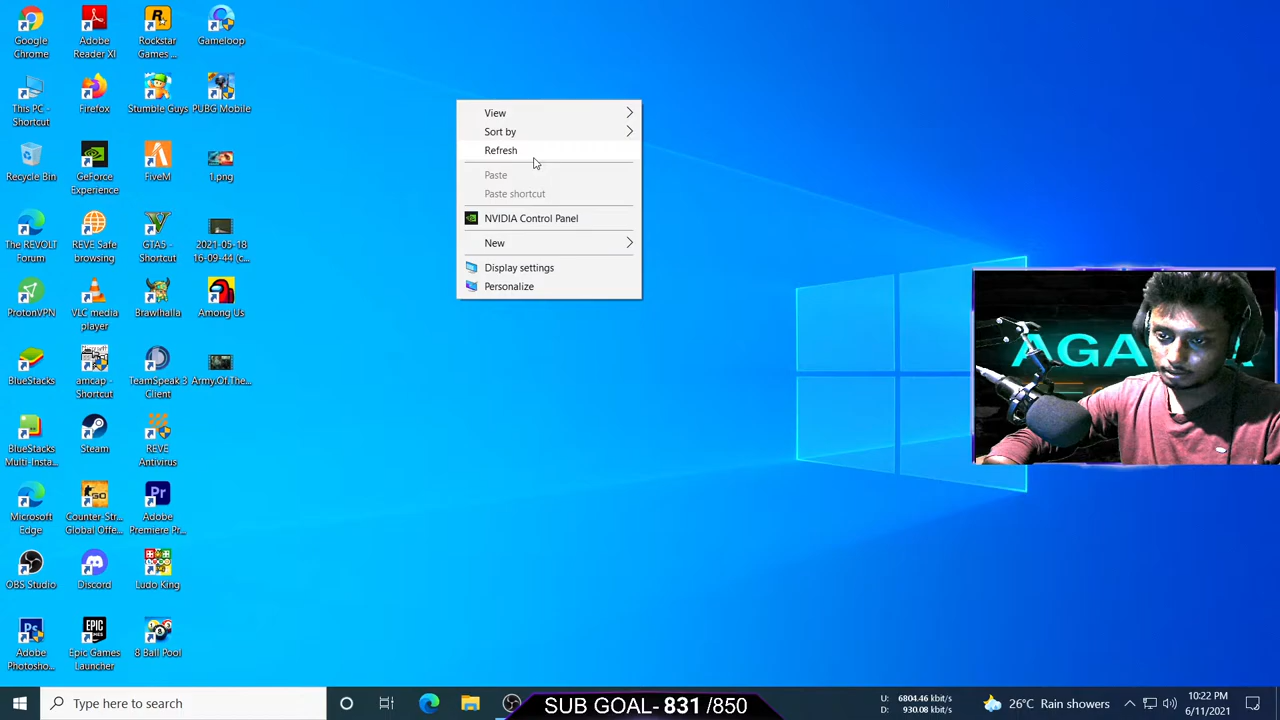 Google
Chrome
Adobe
Reader XI
Rockstar
Games ...
Gameloop
This PC -
Shortcut
Firefox
Stumble Guys
PUBG Mobile
Recycle Bin
GeForce
Experience
FiveM
1.png
The REVOLT
Forum
REVE Safe
browsing
GTA5 -
Shortcut
2021-05-18
16-09-44 (c...
ProtonVPN
VLC media
player
Brawlhalla
Among Us
BlueStacks
amcap -
Shortcut
TeamSpeak 3
Client
Army.Of.The...
BlueStacks
Multi-Insta...
Steam
REVE
Antivirus
Microsoft
Edge
Counter-Str...
Global Offe...
Adobe
Premiere Pr...
OBS Studio
Discord
Ludo King
Adobe
Photosho...
Epic Games
Launcher
8 Ball Pool
View
Sort by
Refresh
Paste
Paste shortcut
NVIDIA Control Panel
New
Display settings
Personalize
Type here to search
SUB GOAL- 831 /850
U: 6804.46 kbit/s
D: 930.08 kbit/s
26°C Rain showers
10:22 PM
6/11/2021